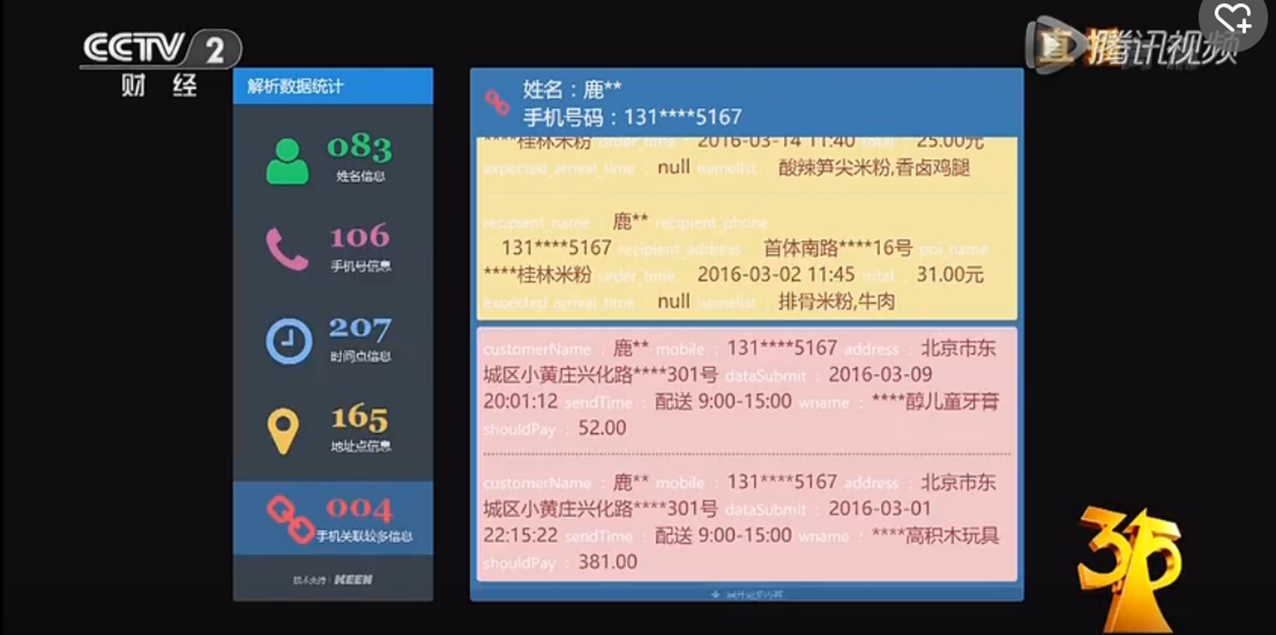 CCTV 2
财 经
直播
腾讯视频
解析数据统计
083
姓名信息
106
手机号信息
207
时间点信息
165
地址点信息
004
手机关联较多信息
技术支持：KEEN
姓名：鹿**
手机号码：131****5167
****桂林米粉 order_time : 2016-03-14 11:40 total : 25.00元
expected_arrival_time : null namelist : 酸辣笋尖米粉,香卤鸡腿
recipient_name : 鹿** recipient_phone
131****5167 recipient_address : 首体南路****16号 poi_name
****桂林米粉 order_time : 2016-03-02 11:45 total : 31.00元
expected_arrival_time : null namelist : 排骨米粉,牛肉
customerName : 鹿** mobile : 131****5167 address : 北京市东
城区小黄庄兴化路****301号 dataSubmit : 2016-03-09
20:01:12 sendTime : 配送 9:00-15:00 wname : ****醇儿童牙膏
shouldPay : 52.00
customerName : 鹿** mobile : 131****5167 address : 北京市东
城区小黄庄兴化路****301号 dataSubmit : 2016-03-01
22:15:22 sendTime : 配送 9:00-15:00 wname : ****高积木玩具
shouldPay : 381.00
315